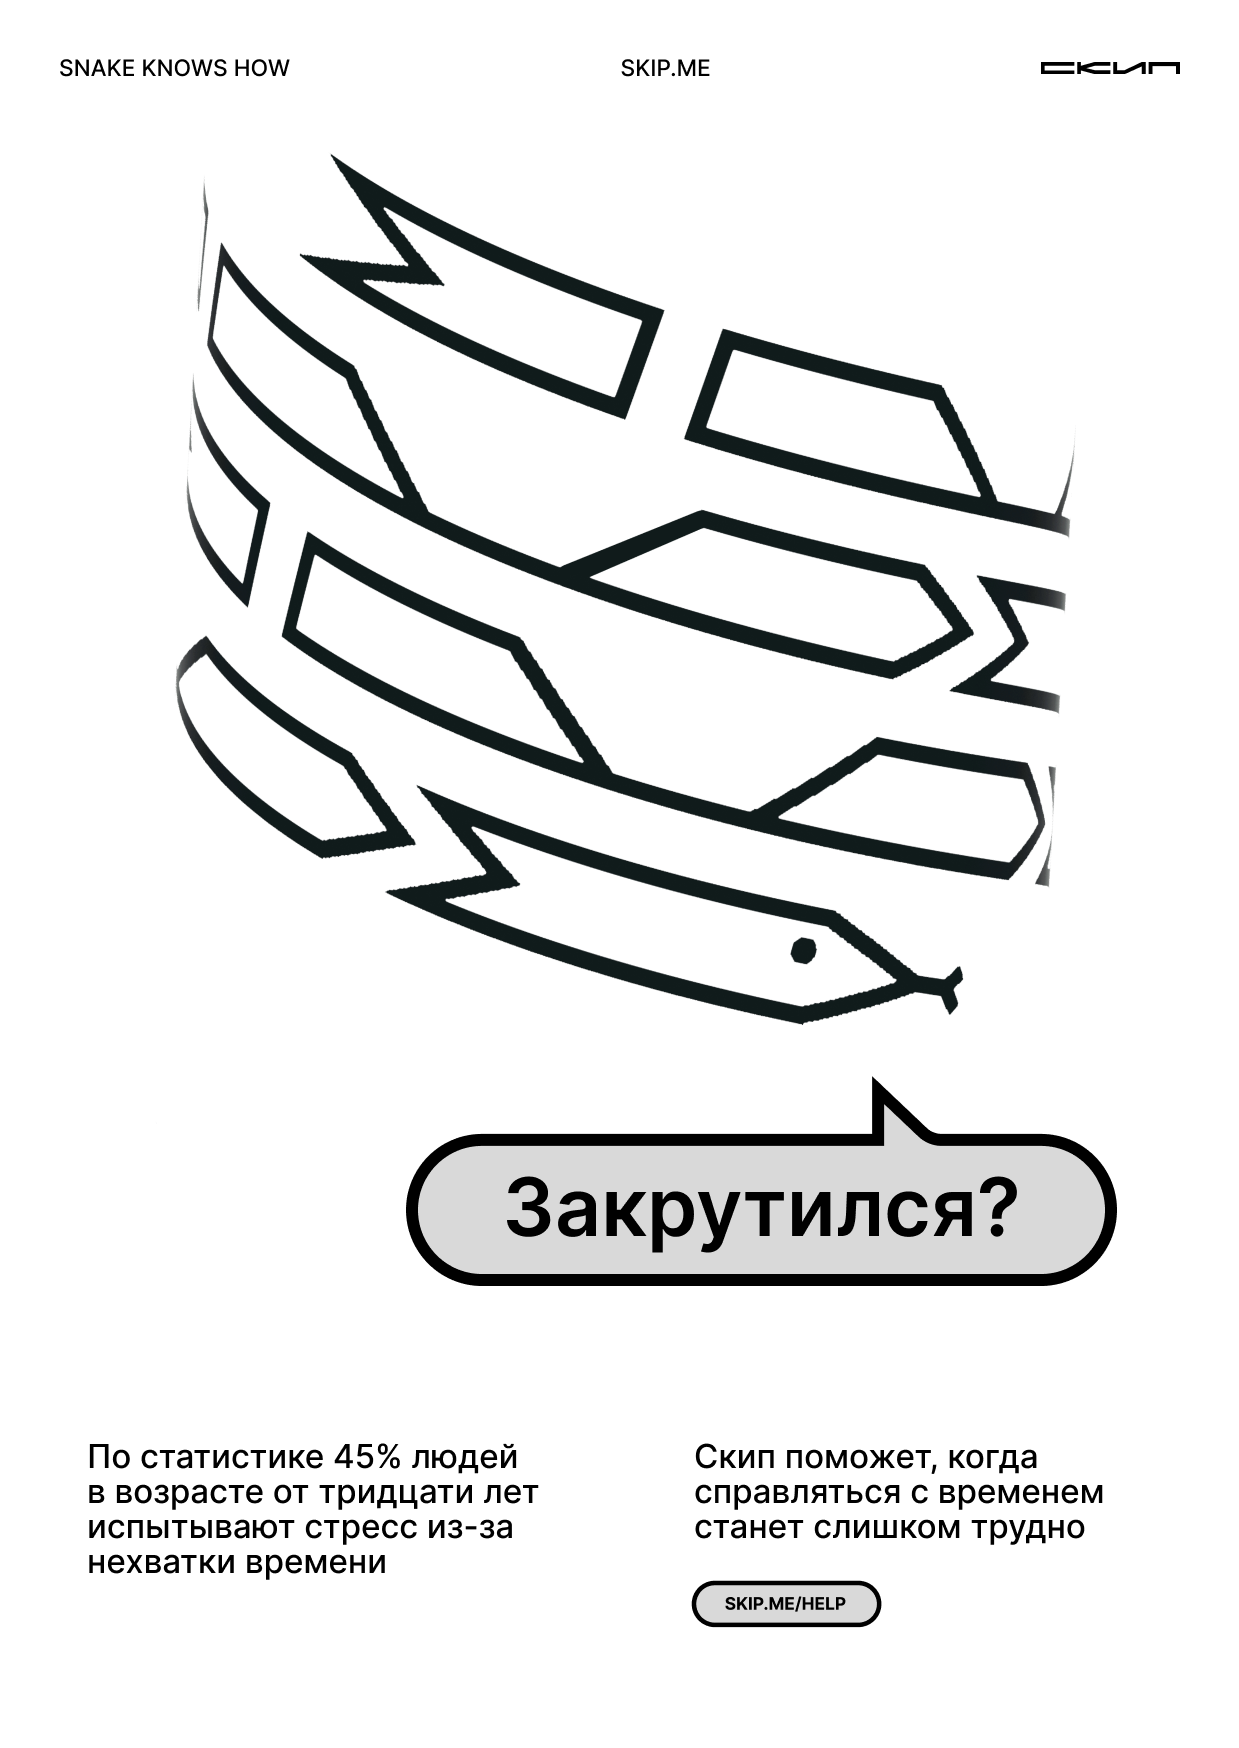 SNAKE KNOWS HOW
SKIP.ME
СКИП
Закрутился?
По статистике 45% людей
в возрасте от тридцати лет
испытывают стресс из-за
нехватки времени
Скип поможет, когда
справляться с временем
станет слишком трудно
SKIP.ME/HELP